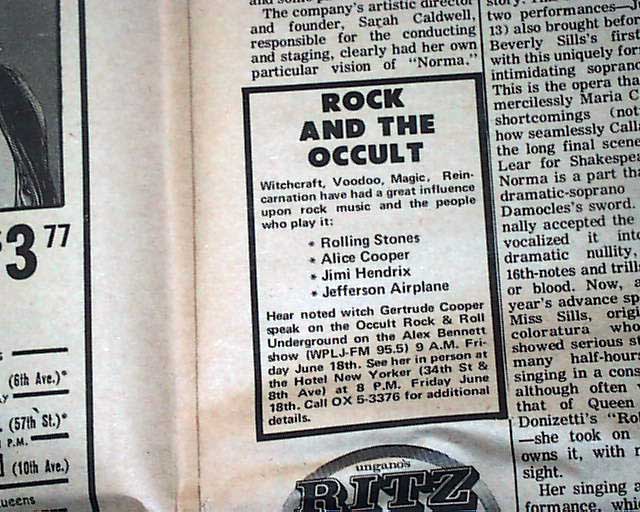 $3 77
(6th Ave.)*
(57th St.)*
P.M.
(10th Ave.)
ueens
The company's artistic director
and founder, Sarah Caldwell,
responsible for the conducting
and staging, clearly had her own
particular vision of "Norma."
ROCK
AND THE
OCCULT
Witchcraft, Voodoo, Magic, Rein-
carnation have had a great influence
upon rock music and the people
who play it:
* Rolling Stones
* Alice Cooper
* Jimi Hendrix
* Jefferson Airplane
Hear noted witch Gertrude Cooper
speak on the Occult Rock & Roll
Underground on the Alex Bennett
show (WPLJ-FM 95.5) 9 A.M. Fri-
day June 18th. See her in person at
the Hotel New Yorker (34th St &
8th Ave) at 8 P.M. Friday June
18th. Call OX 5-3376 for additional
details.
ungano's
RITZ
two performances—
13) also brought befor
Beverly Sills's first
with this uniquely for
intimidating sopran
This is the opera tha
mercilessly Maria C
shortcomings (not
how seamlessly Call
the long final scene
Lear for Shakespea
Norma is a part tha
dramatic-soprano
Damocles's sword.
nally accepted the
vocalized it int
dramatic nullity,
16th-notes and trill
or blood. Now, a
year's advance sp
Miss Sills, origi
coloratura who
showed serious st
many half-hour
singing in a cons
although often
that of Queen
Donizetti's "Ro
—she took on
owns it, with
sight.
Her singing a
formance, whi